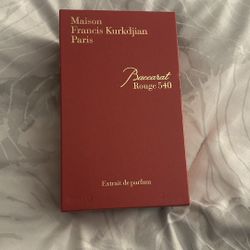 Maison
Francis Kurkdjian
Paris
Baccarat
Rouge 540
Extrait de parfum